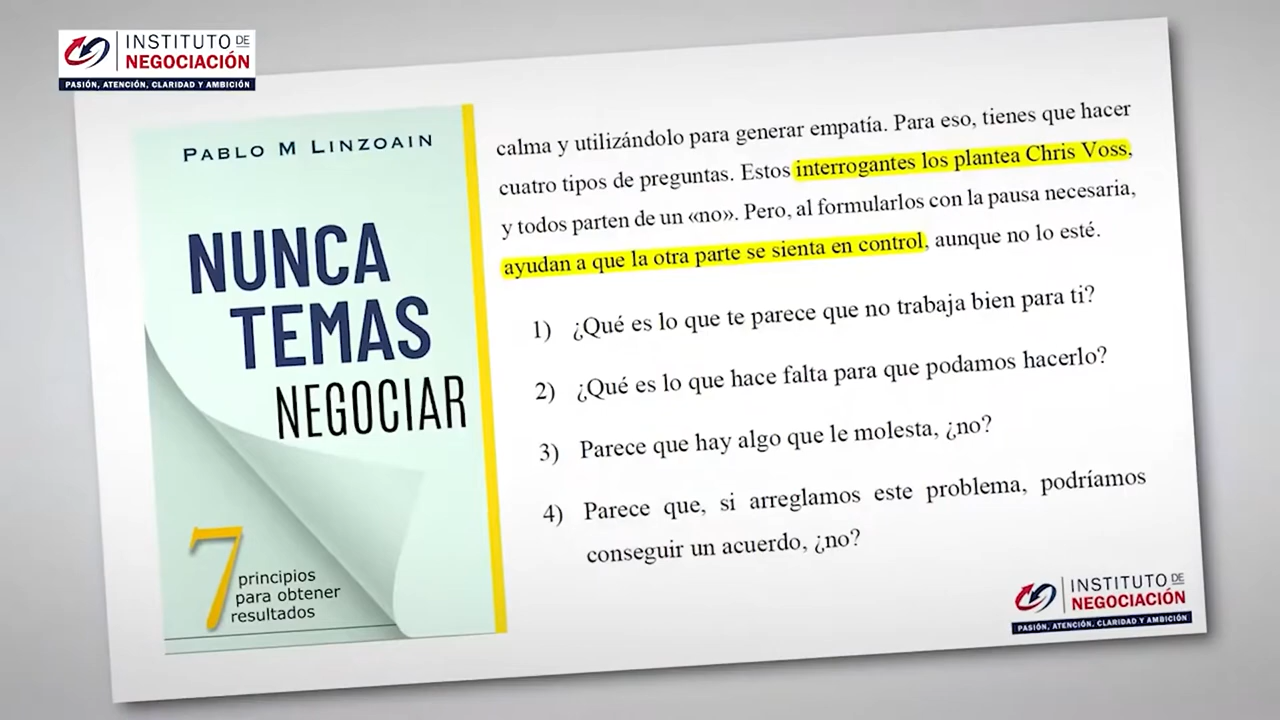 INSTITUTO DE
NEGOCIACIÓN
PASIÓN, ATENCIÓN, CLARIDAD Y AMBICIÓN
PABLO M LINZOAIN
NUNCA
TEMAS
NEGOCIAR
7
principios
para obtener
resultados
calma y utilizándolo para generar empatía. Para eso, tienes que hacer
cuatro tipos de preguntas. Estos interrogantes los plantea Chris Voss,
y todos parten de un «no». Pero, al formularlos con la pausa necesaria,
ayudan a que la otra parte se sienta en control, aunque no lo esté.
1) ¿Qué es lo que te parece que no trabaja bien para ti?
2) ¿Qué es lo que hace falta para que podamos hacerlo?
3) Parece que hay algo que le molesta, ¿no?
4) Parece que, si arreglamos este problema, podríamos
conseguir un acuerdo, ¿no?
INSTITUTO DE
NEGOCIACIÓN
PASIÓN, ATENCIÓN, CLARIDAD Y AMBICIÓN